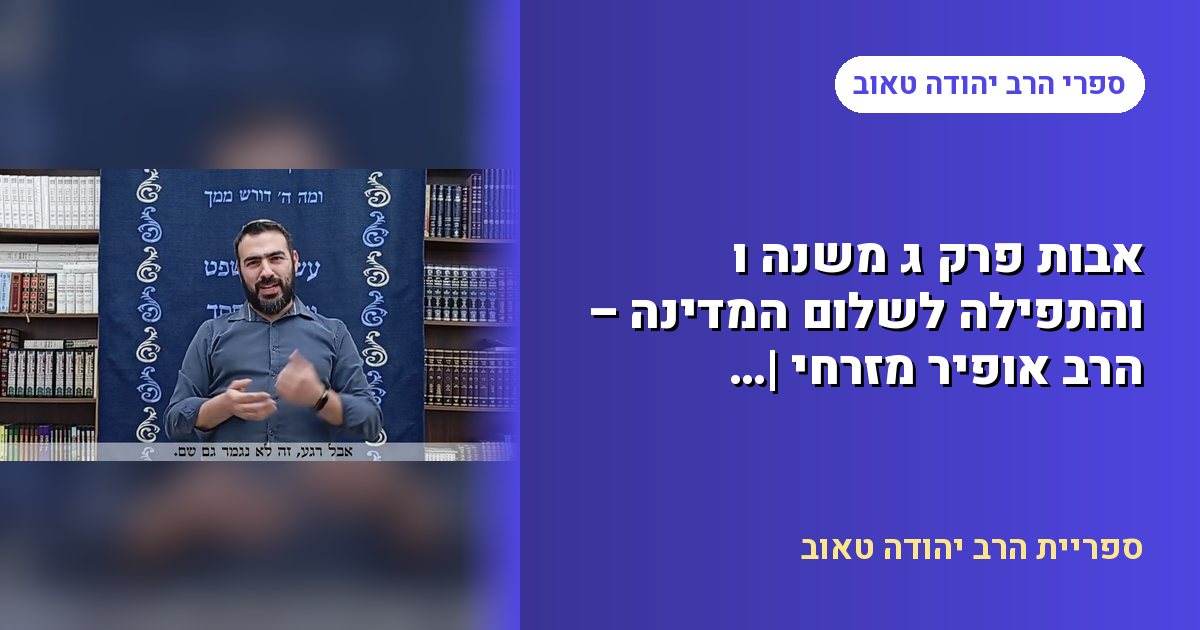 ספרי הרב יהודה טאוב
אבות פרק ג משנה ו
והתפילה לשלום המדינה –
הרב אופיר מזרחי |...
ספריית הרב יהודה טאוב
ומה ה' דורש ממך
אבל רגע, זה לא נגמר גם שם.